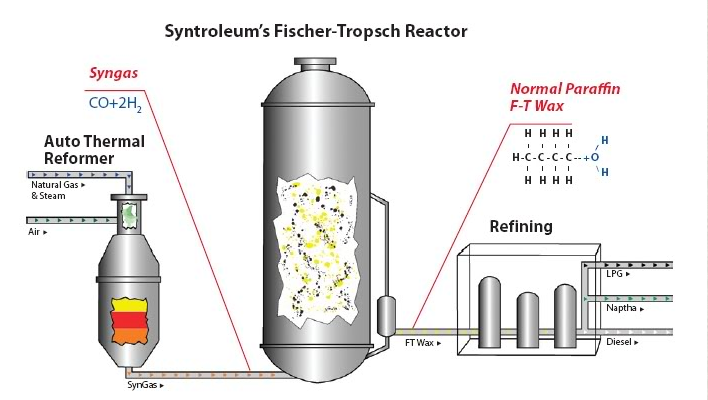 Syntroleum's Fischer-Tropsch Reactor
Syngas
CO+2H2
Auto Thermal
Reformer
Natural Gas
& Steam
Air
SynGas
Normal Paraffin
F-T Wax
H H H H
H
H-C-C-C-C--+O
H
H H H H
Refining
FT Wax
LPG
Naptha
Diesel